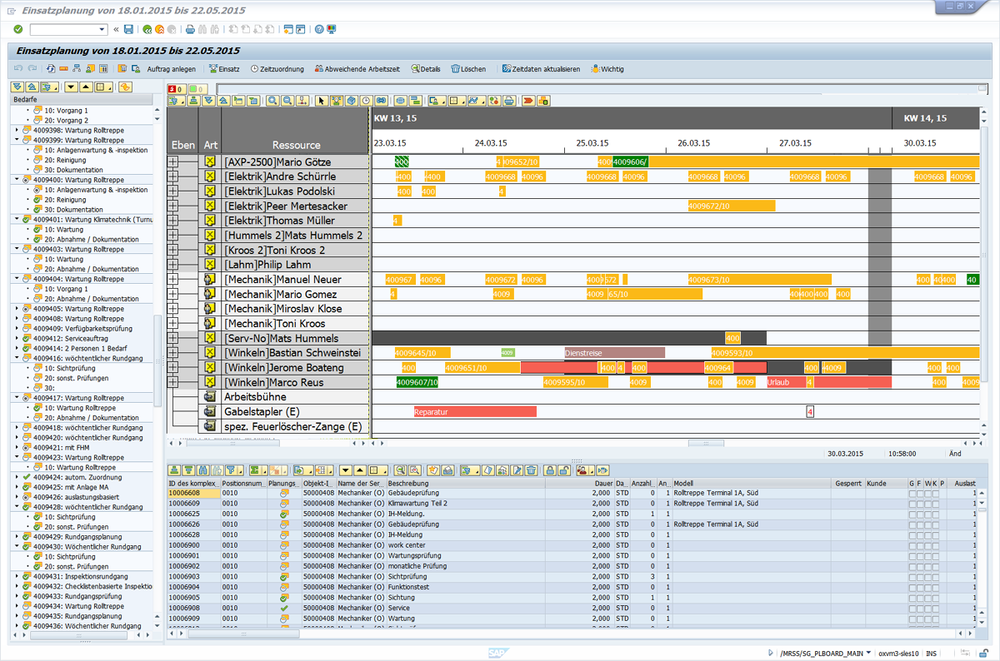 Einsatzplanung von 18.01.2015 bis 22.05.2015
Einsatzplanung von 18.01.2015 bis 22.05.2015
Auftrag anlegen Einsatz Zeitzuordnung Abweichende Arbeitszeit Details Löschen Zeitdaten aktualisieren Wichtig
Bedarfe
10: Vorgang 1
20: Vorgang 2
4009398: Wartung Rolltreppe
4009399: Wartung Rolltreppe
10: Anlagenwartung & -inspektion
20: Reinigung
30: Dokumentation
4009400: Wartung Rolltreppe
10: Anlagenwartung & -inspektion
20: Reinigung
30: Dokumentation
4009401: Wartung Klimatechnik (Turnu
10: Wartung
20: Abnahme / Dokumentation
4009403: Wartung Rolltreppe
10: Wartung
20: Abnahme / Dokumentation
4009404: Wartung Rolltreppe
10: Vorgang 1
20: Abnahme / Dokumentation
4009405: Wartung Rolltreppe
4009408: Wartung Rolltreppe
4009409: Verfügbarkeitsprüfung
4009412: Serviceauftrag
4009414: 2 Personen 1 Bedarf
4009416: wöchtentlicher Rundgang
10: Sichtprüfung
20: sonst. Prüfungen
30:
4009417: Wartung Rolltreppe
10: Wartung Rolltreppe
20: Abnahme / Dokumentation
4009418: wöchtentlicher Rundgang
4009420: wöchtentlicher Rundgang
4009421: mit FHM
4009423: Wartung Rolltreppe
10: Wartung Rolltreppe
4009424: autom. Zuordnung
4009425: mit Anlage MA
4009426: auslastungsbasiert
4009428: wöchentlicher Rundgang
10: Sichtprüfung
20: sonst. Prüfungen
4009429: Rundgangsplanung
4009430: Wöchentlicher Rundgang
10: Sichtprüfung
20: sonst. Prüfungen
4009431: Inspektionsrundgang
4009432: Checklistenbasierte Inspektio
4009433: Rundgangsprüfung
4009434: Wartung Rolltreppe
4009435: Rundgangsplanung
4009436: Wöchentlicher Rundgang
0 0
KW 13, 15 KW 14, 15
Eben Art Ressource 23.03.15 24.03.15 25.03.15 26.03.15 27.03.15 30.03.15
[AXP-2500]Mario Götze 400 4 4009652/10 400 4009606/
[Elektrik]Andre Schürrle 400 400 4009668 40096 4009668 40096 4009668 40096 4009668 40096 4009668 40096
[Elektrik]Lukas Podolski 400 400 4
[Elektrik]Peer Mertesacker 4009672/10
[Elektrik]Thomas Müller 4
[Hummels 2]Mats Hummels 2
[Kroos 2]Toni Kroos 2
[Lahm]Philip Lahm
[Mechanik]Manuel Neuer 400967 40096 4009672 40096 4009 672 4009673/10 400 400 400 40
[Mechanik]Mario Gomez 4 4009 4009 65/10 40 400 400 400
[Mechanik]Miroslav Klose
[Mechanik]Toni Kroos
[Serv-No]Mats Hummels 400
[Winkeln]Bastian Schweinstei 4009645/10 4009 Dienstreise 4009593/10
[Winkeln]Jerome Boateng 400 4009651/10 400 4 400 400964 400 4009 400 400
[Winkeln]Marco Reus 4009607/10 4009595/10 4009 400 4009 Urlaub 4 400 4009
Arbeitsbühne
Gabelstapler (E) Reparatur 4
spez. Feuerlöscher-Zange (E)
30.03.2015 10:58:00 Änd
ID des komplex... Positionsnum... Planungs... Objekt-I... Name der Ser... Beschreibung Dauer Da... Anzahl An... Modell Gesperrt Kunde G F W K P Auslast
10006608 0010 50000408 Mechaniker (O) Gebäudeprüfung 2,000 STD 0 1 Rolltreppe Terminal 1A, Süd 1
10006609 0010 50000408 Mechaniker (O) Klimawartung Teil 2 2,000 STD 0 1 Rolltreppe Terminal 1A, Süd 1
10006625 0010 50000408 Mechaniker (O) IH-Meldung. 2,000 STD 1 1 1
10006626 0010 50000408 Mechaniker (O) Gebäudeprüfung 2,000 STD 0 1 Rolltreppe Terminal 1A, Süd 1
10006628 0010 50000408 Mechaniker (O) IH-Meldung 2,000 STD 0 1 1
10006900 0010 50000408 Mechaniker (O) work center 2,000 STD 0 1 1
10006901 0010 50000408 Mechaniker (O) Wartungsprüfung 2,000 STD 0 1 1
10006902 0010 50000408 Mechaniker (O) monatliche Prüfung 2,000 STD 0 1 1
10006903 0010 50000408 Mechaniker (O) Sichtprüfung 2,000 STD 3 1 1
10006904 0010 50000408 Mechaniker (O) Funktionstest 2,000 STD 0 1 1
10006905 0010 50000408 Mechaniker (O) Sichtung 2,000 STD 1 1 1
10006908 0010 50000408 Mechaniker (O) Service 2,000 STD 0 1 1
10006909 0010 50000408 Mechaniker (O) Wartung 2,000 STD 0 1 1
SAP /MRSS/SG_PLBOARD_MAIN oxvm3-sles10 INS